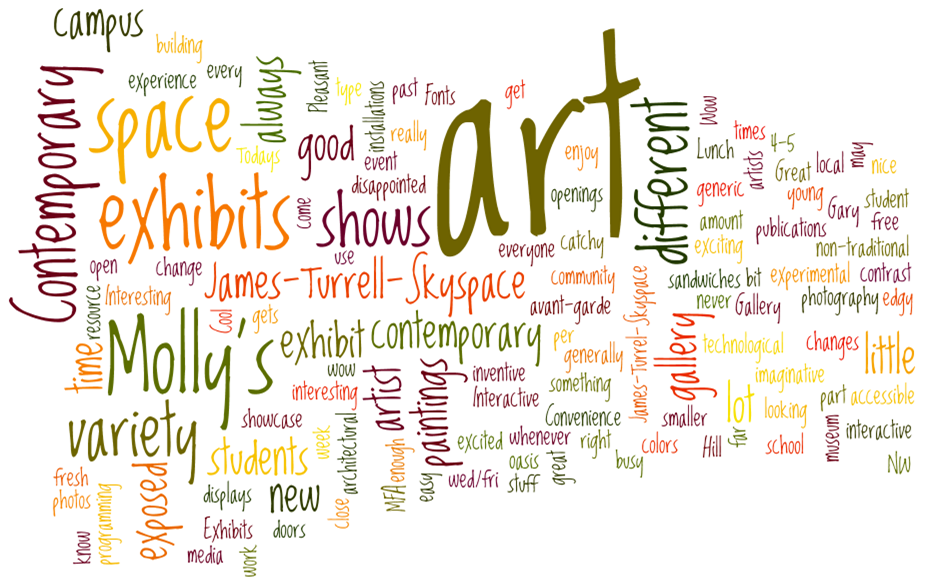 campus
building
experience
every
always
Pleasant
type
installations
past
Fonts
get
art
Contemporary
space
Todays
good
really
event
disappointed
enjoy
openings
different
Wow
times
4-5
Lunch
artists
Great
local
may
nice
generic
young
student
exhibits
come
shows
use
everyone
catchy
amount
exciting
publications
Gary
free
non-traditional
open
change
James-Turrell-Skyspace
community
sandwiches
bit
experimental
contrast
resource
Interesting
Cool
gets
avant-garde
James-Turrel-Skyspace
never
Gallery
photography
edgy
time
Molly's
exhibit
contemporary
per
generally
gallery
technological
changes
little
wow
interesting
artist
paintings
inventive
Interactive
something
imaginative
lot
looking
part
accessible
variety
showcase
week
architectural
Convenience
smaller
far
museum
interactive
students
excited
whenever
right
colors
Hill
school
NW
fresh
photos
exposed
displays
new
close
MFA
enough
easy
wed/fri
oasis
stuff
great
busy
know
programming
Exhibits
doors
media
work